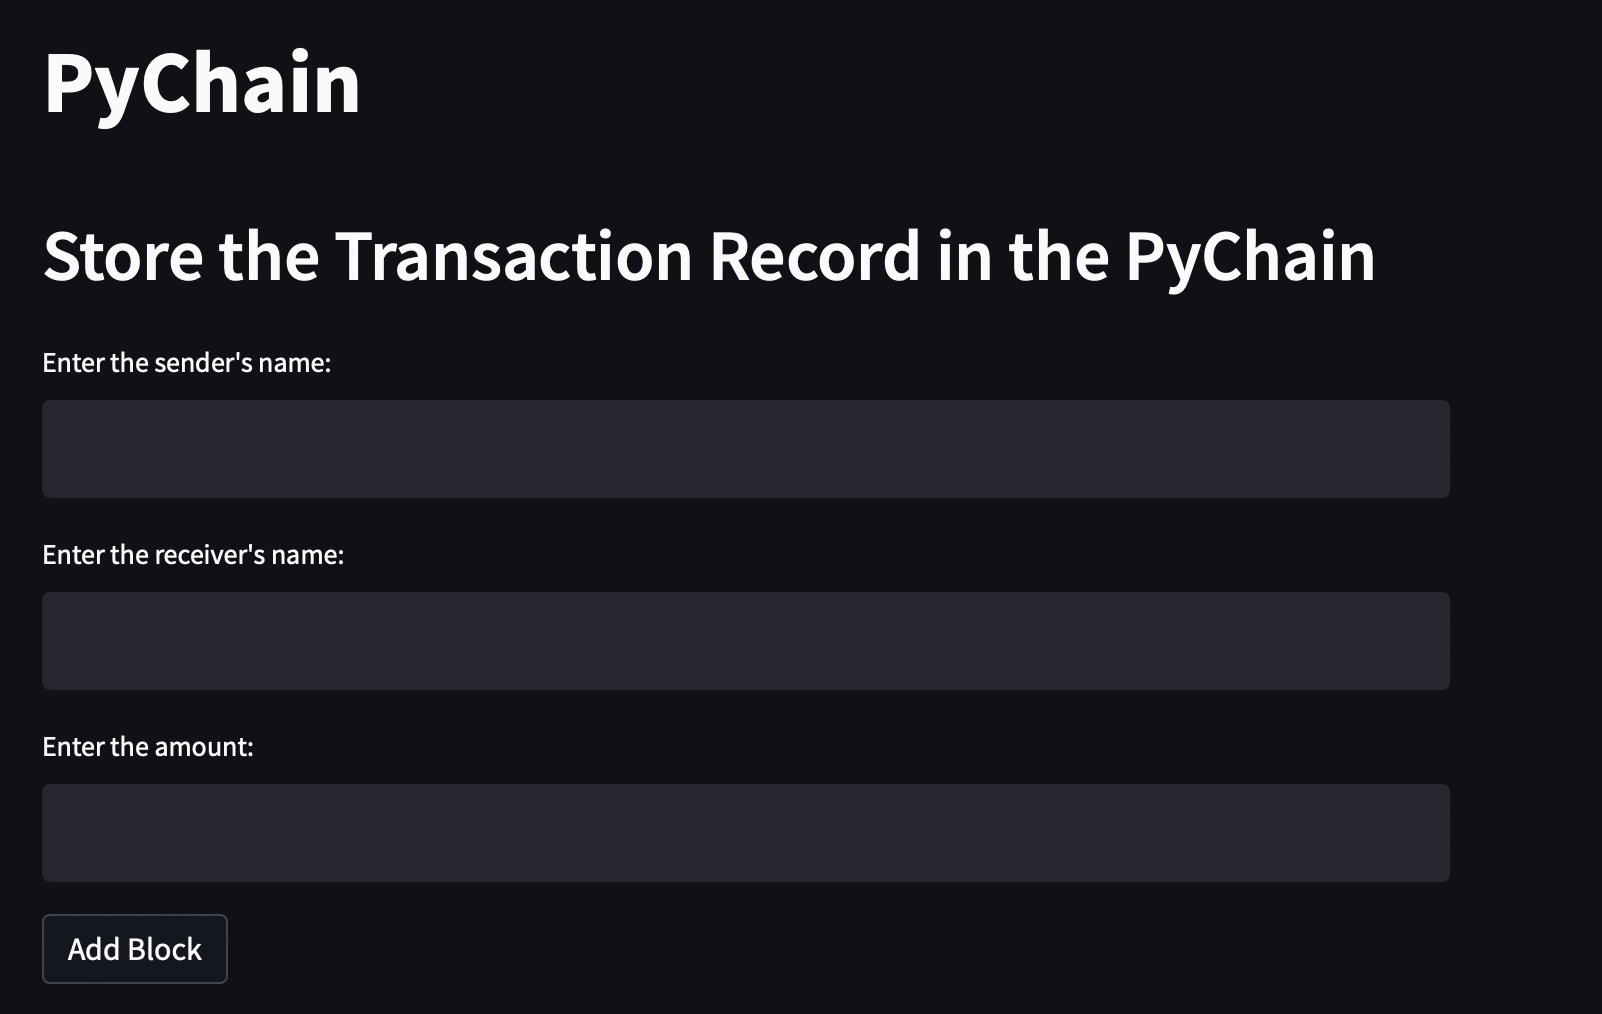 PyChain
Store the Transaction Record in the PyChain
Enter the sender's name:
Enter the receiver's name:
Enter the amount:
Add Block